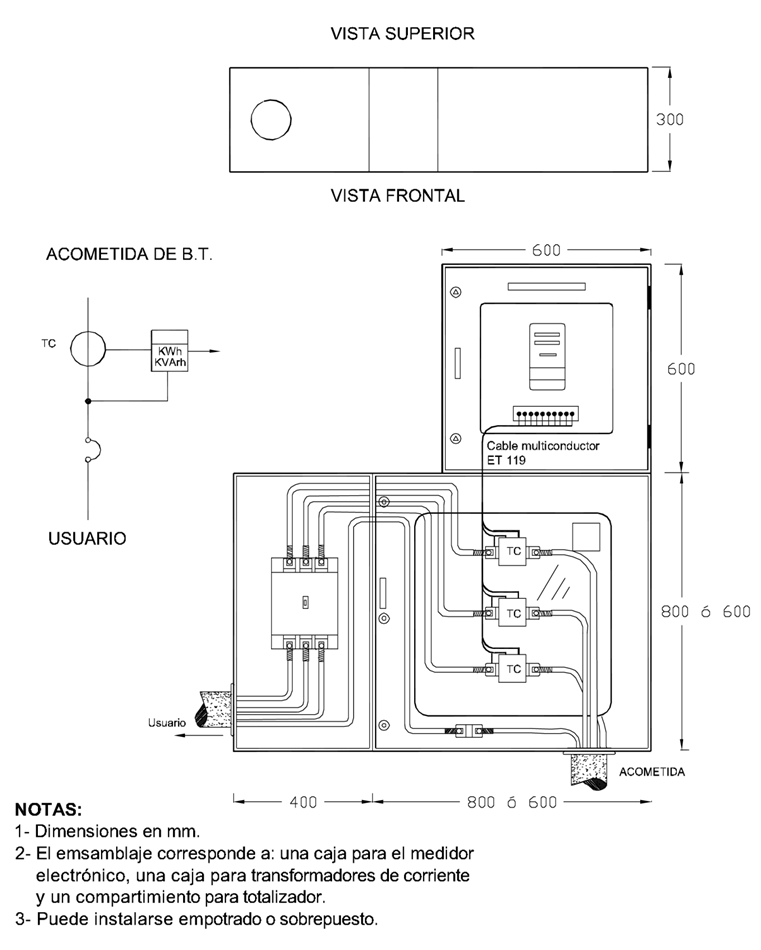 VISTA SUPERIOR
300
VISTA FRONTAL
ACOMETIDA DE B.T.
600
TC
KWh
KVArh
600
Cable multiconductor
ET 119
USUARIO
TC
TC
800 ó 600
TC
Usuario
ACOMETIDA
400
800 ó 600
NOTAS:
1- Dimensiones en mm.
2- El emsamblaje corresponde a: una caja para el medidor
electrónico, una caja para transformadores de corriente
y un compartimiento para totalizador.
3- Puede instalarse empotrado o sobrepuesto.